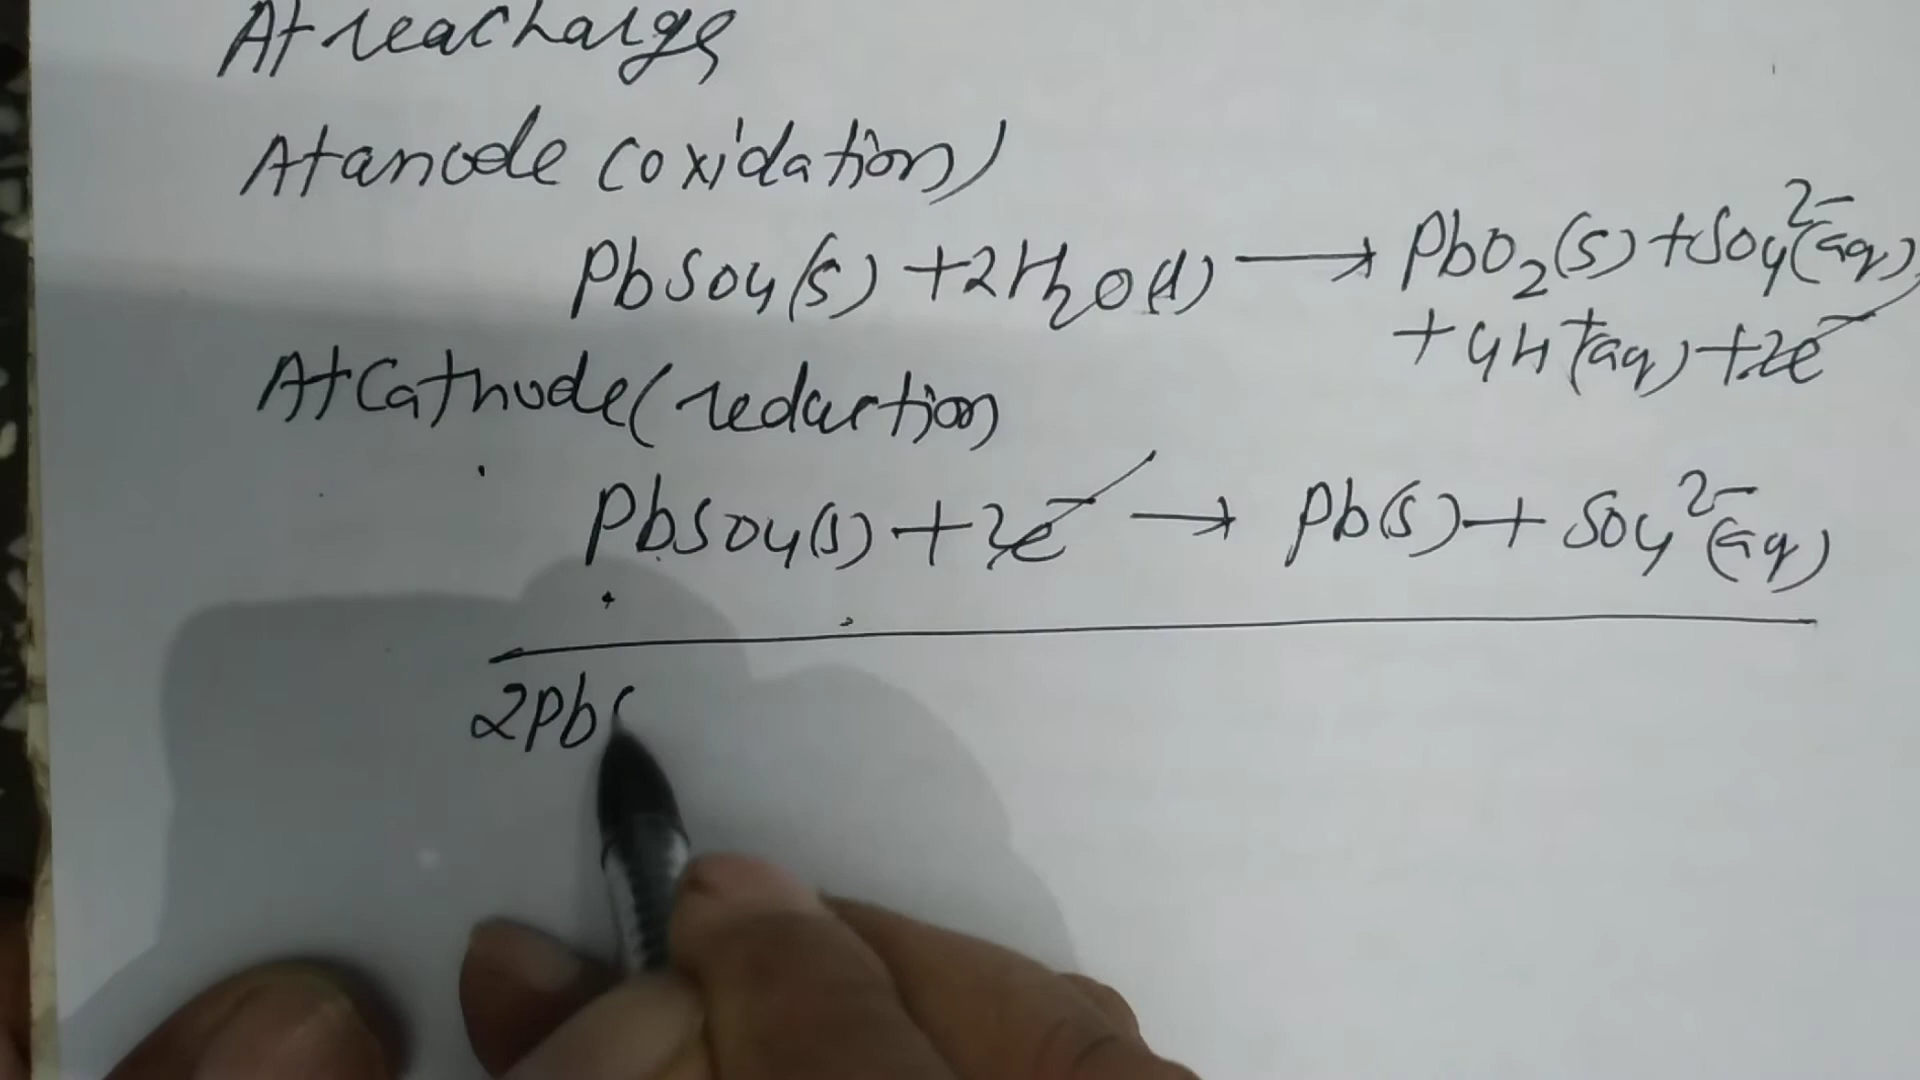 At reacharge
At anode (oxidation)
PbSO4(s) + 2H2O(l) → PbO2(s) + SO4^2-(aq)
+ 4H+(aq) + 2e-
At Cathode (reduction
PbSO4(s) + 2e- → Pb(s) + SO4^2-(aq)
2PbS